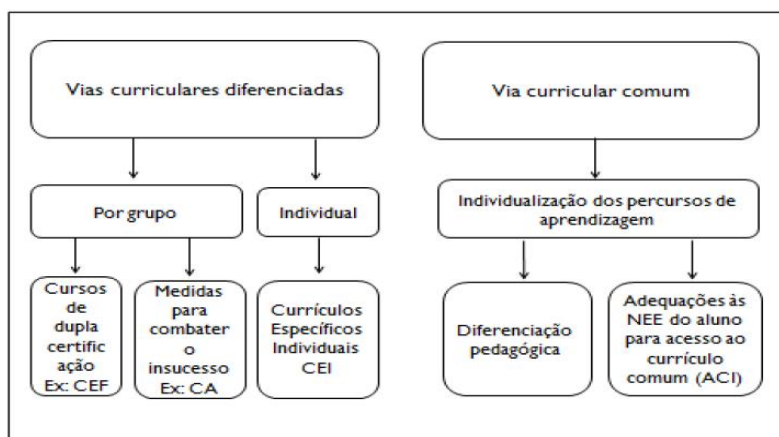 Vias curriculares diferenciadas
Via curricular comum
Por grupo
Individual
Individualização dos percursos de
aprendizagem
Cursos
de
dupla
certific
ação
Ex: CEF
Medidas
para
combater
o
insucesso
Ex: CA
Currículos
Específicos
Individuais
CEI
Diferenciação
pedagógica
Adequações às
NEE do aluno
para acesso ao
currículo
comum (ACI)